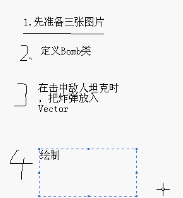 1.先准备三张图片
2、定义Bomb类
3 在击中敌人坦克时
，把炸弹放入
Vector
4 绘制